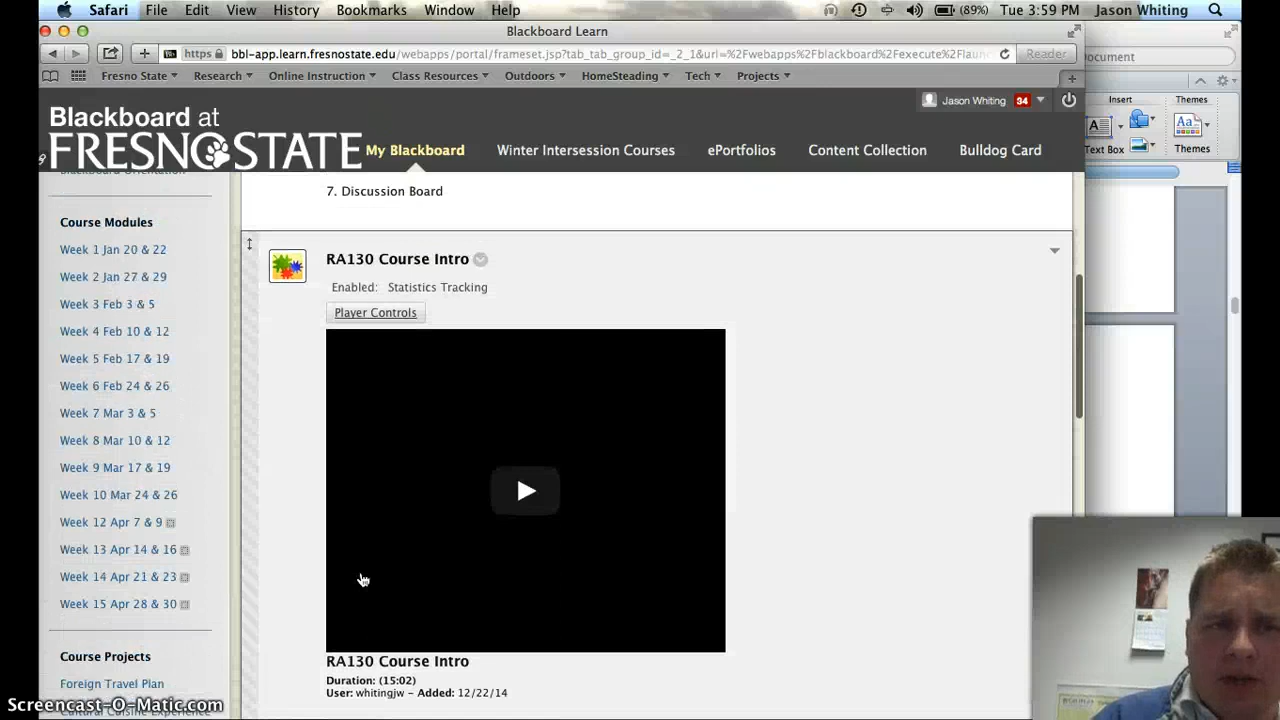 Safari File Edit View History Bookmarks Window Help (89%) Tue 3:59 PM Jason Whiting
Blackboard Learn
https bbl-app.learn.fresnostate.edu/webapps/portal/frameset.jsp?tab_tab_group_id=_2_1&url=%2Fwebapps%2Fblackboard%2Fexecute%2Flaun Reader
ocument
Fresno State Research Online Instruction Class Resources Outdoors HomeSteading Tech Projects
Insert Themes
Jason Whiting 34
Blackboard at
FRESNO STATE
My Blackboard Winter Intersession Courses ePortfolios Content Collection Bulldog Card
Text Box Themes
Blackboard Orientation
7. Discussion Board
Course Modules
Week 1 Jan 20 & 22
Week 2 Jan 27 & 29
Week 3 Feb 3 & 5
Week 4 Feb 10 & 12
Week 5 Feb 17 & 19
Week 6 Feb 24 & 26
Week 7 Mar 3 & 5
Week 8 Mar 10 & 12
Week 9 Mar 17 & 19
Week 10 Mar 24 & 26
Week 12 Apr 7 & 9
Week 13 Apr 14 & 16
Week 14 Apr 21 & 23
Week 15 Apr 28 & 30
Course Projects
Foreign Travel Plan
Cultural Cuisine Experience
RA130 Course Intro
Enabled: Statistics Tracking
Player Controls
RA130 Course Intro
Duration: (15:02)
User: whitingjw – Added: 12/22/14
Screencast-O-Matic.com